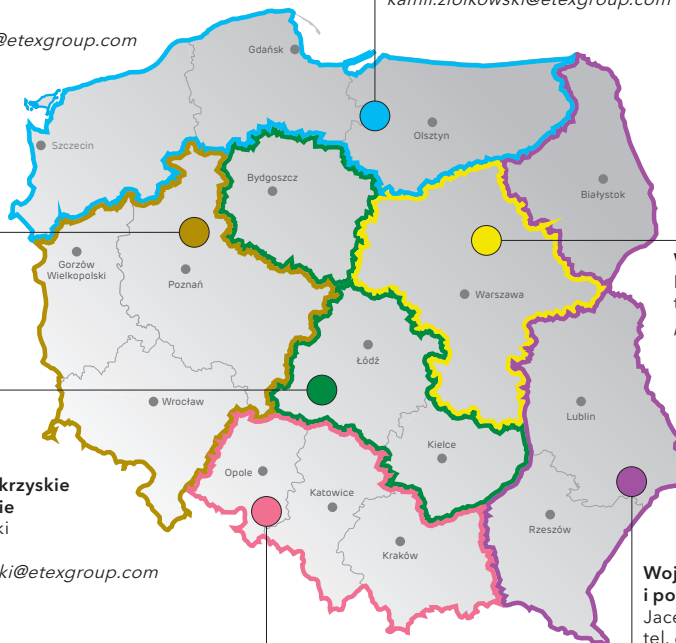 kamil.ziolkowski@etexgroup.com
@etexgroup.com
Gdańsk
Olsztyn
Szczecin
Bydgoszcz
Białystok
Gorzów
Wielkopolski
Poznań
Warszawa
Łódź
Wrocław
Lublin
Kielce
Opole
Katowice
Rzeszów
Kraków
krzyskie
ie
ki
ki@etexgroup.com
Woj
i po
Jace
tel.